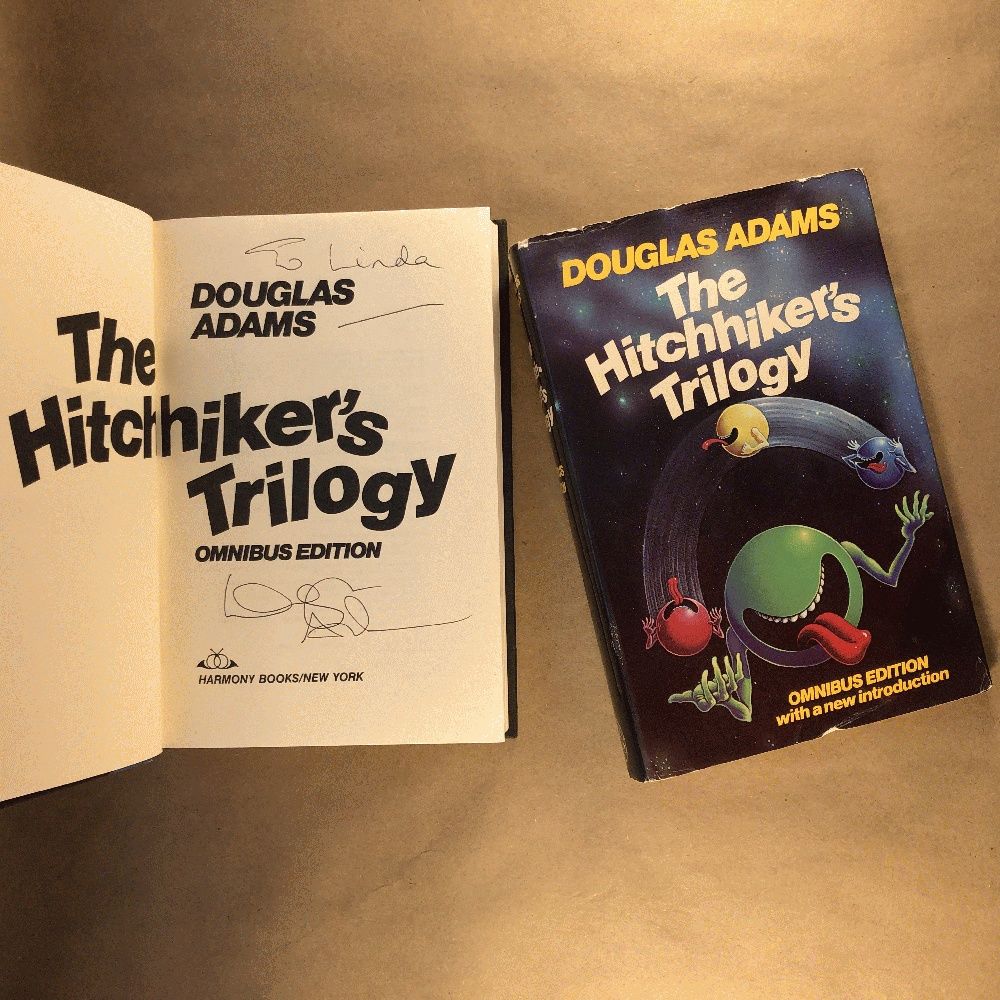 To Linda
DOUGLAS
ADAMS
The
Hitchhiker's
Trilogy
OMNIBUS EDITION
HARMONY BOOKS/NEW YORK
DOUGLAS ADAMS
The
Hitchhiker's
Trilogy
OMNIBUS EDITION
with a new introduction